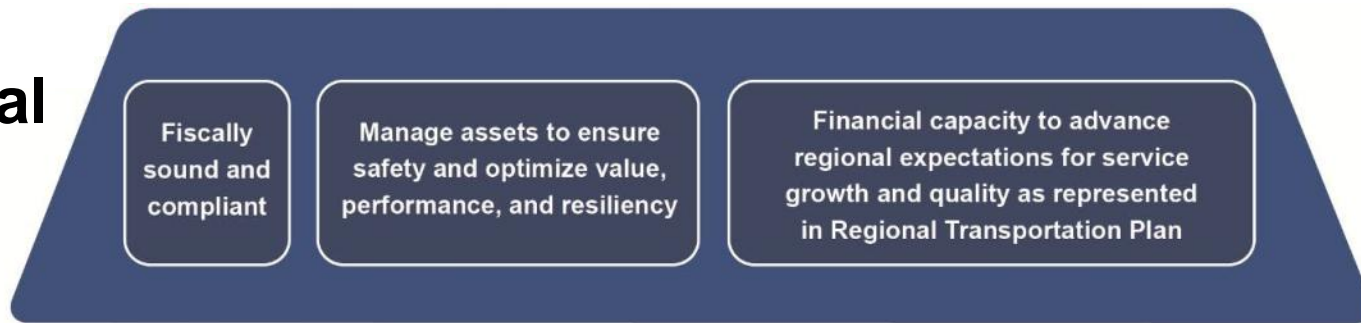 al
Fiscally
sound and
compliant
Manage assets to ensure
safety and optimize value,
performance, and resiliency
Financial capacity to advance
regional expectations for service
growth and quality as represented
in Regional Transportation Plan